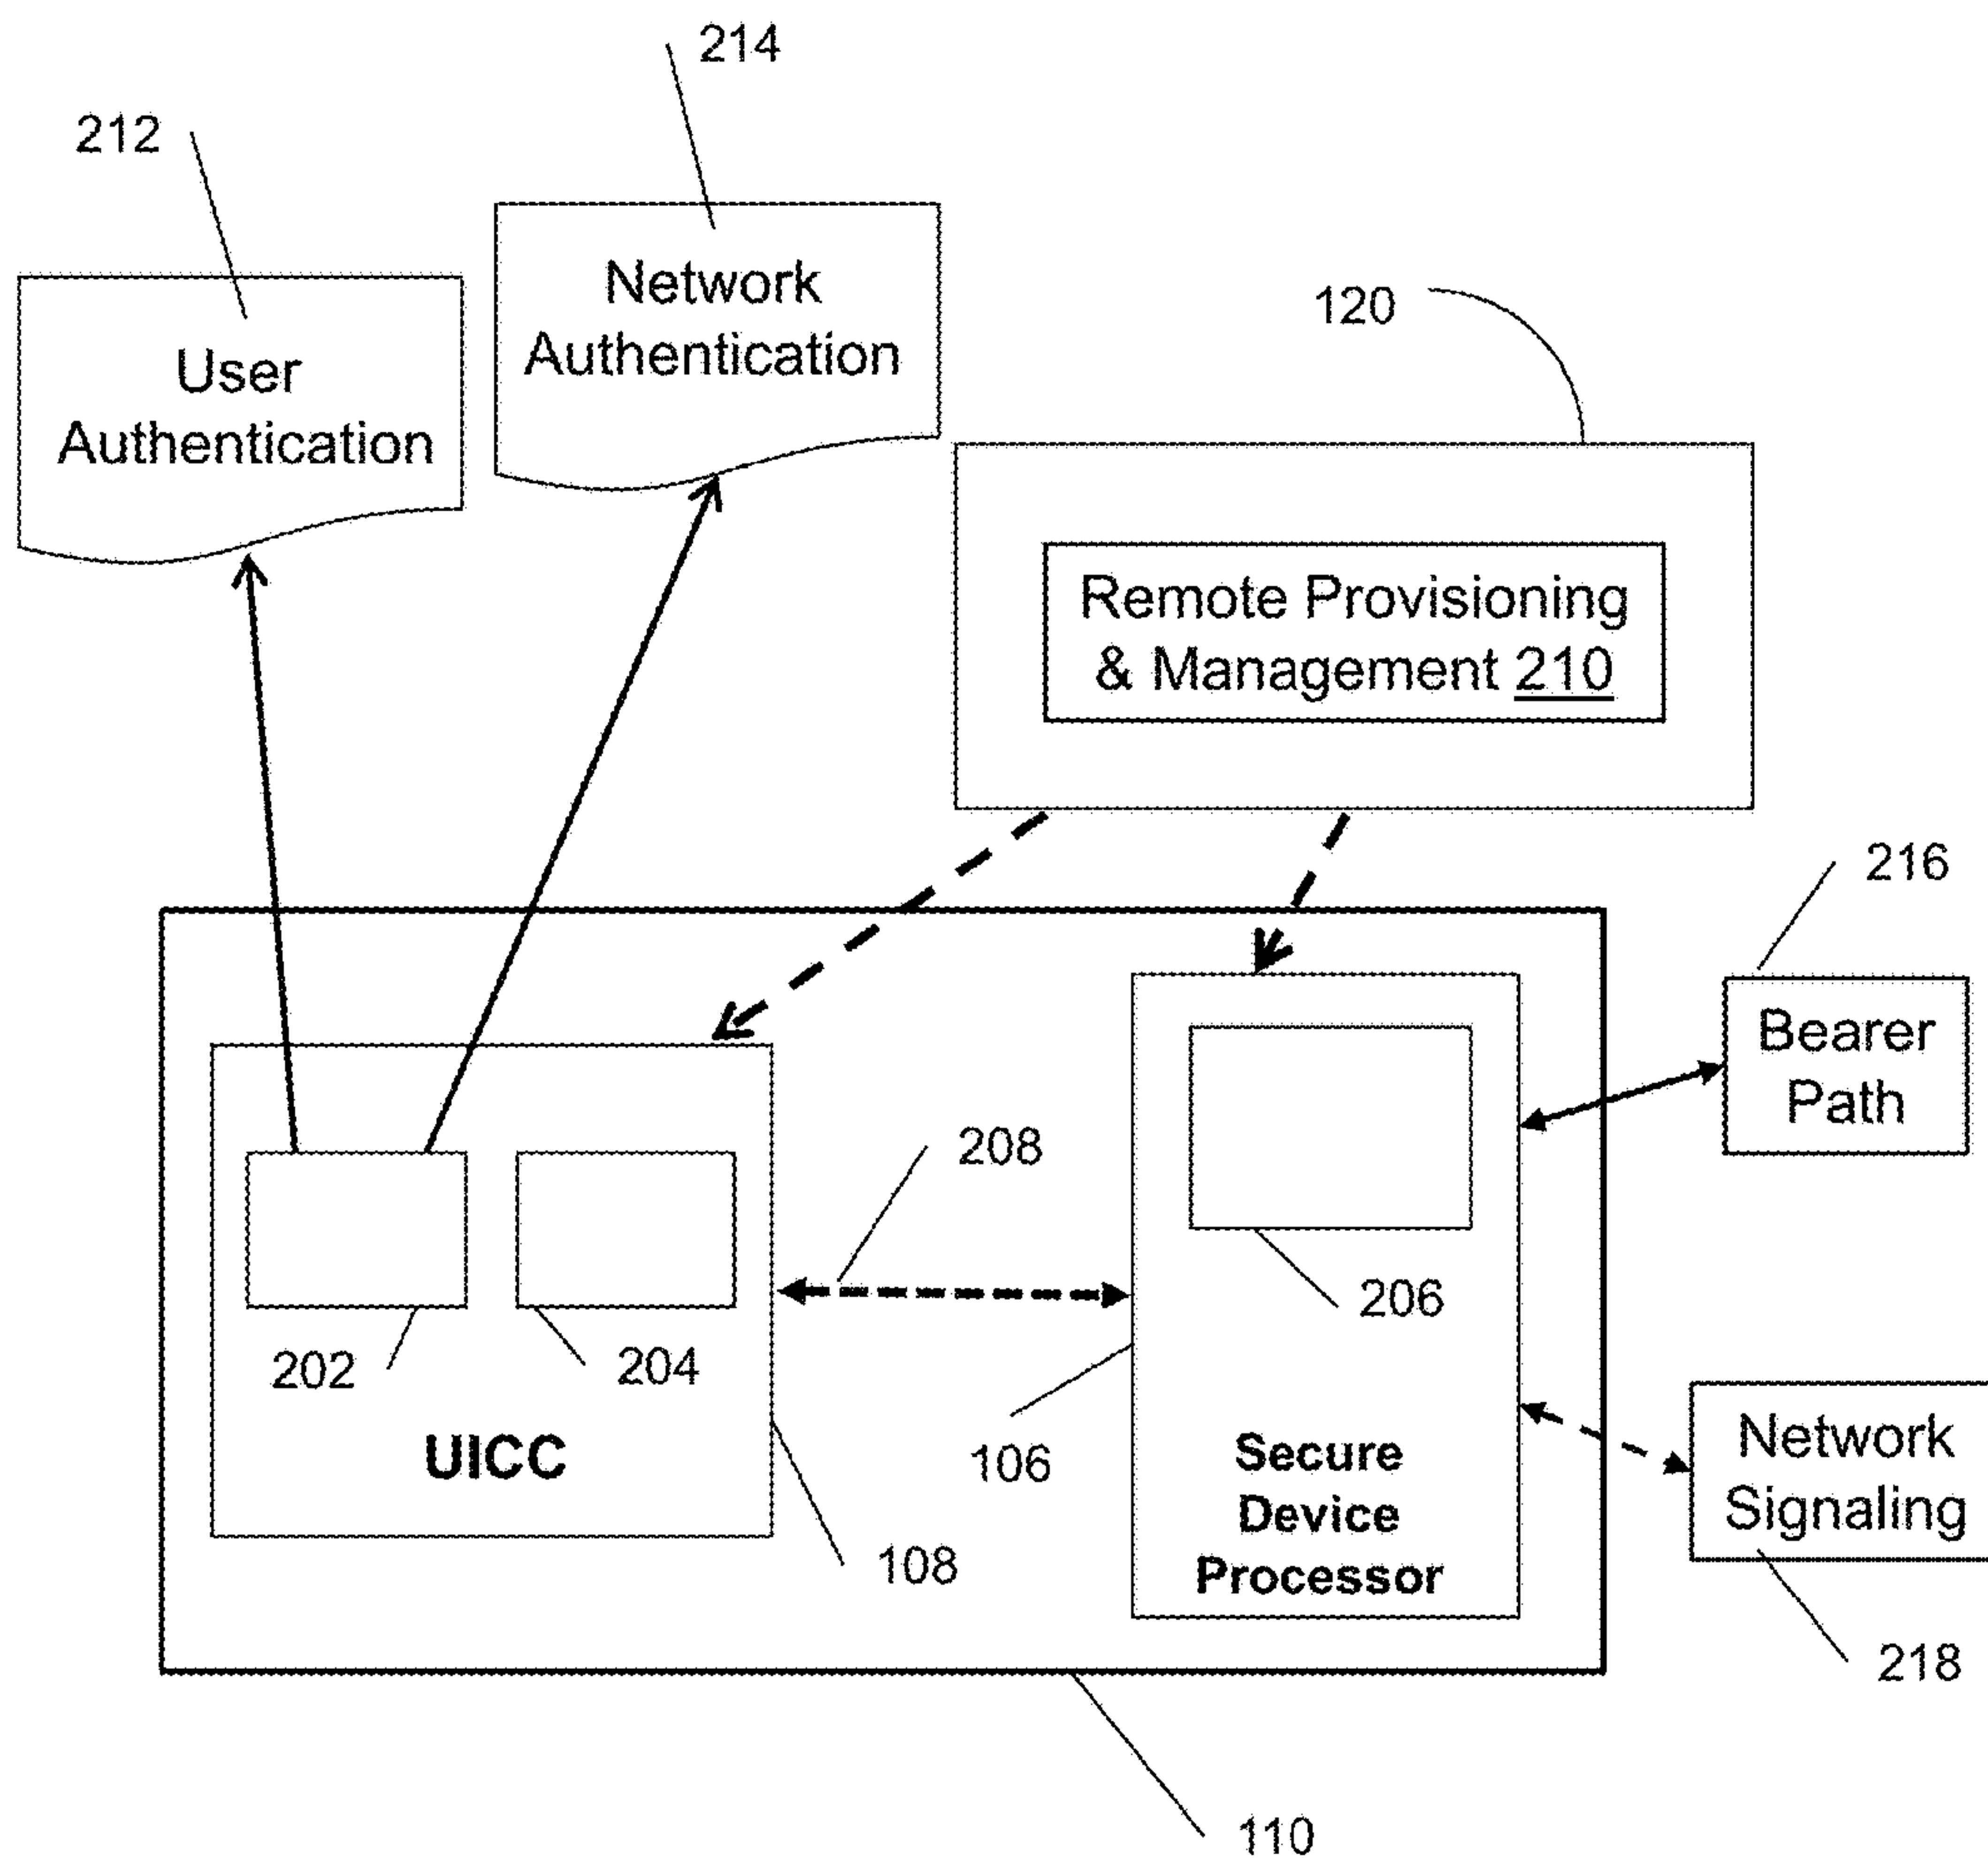 214
212
Network
Authentication
120
User
Authentication
Remote Provisioning
& Management 210
216
Bearer
Path
208
206
202
204
UICC
106
Secure
Device
Processor
Network
Signaling
108
218
110